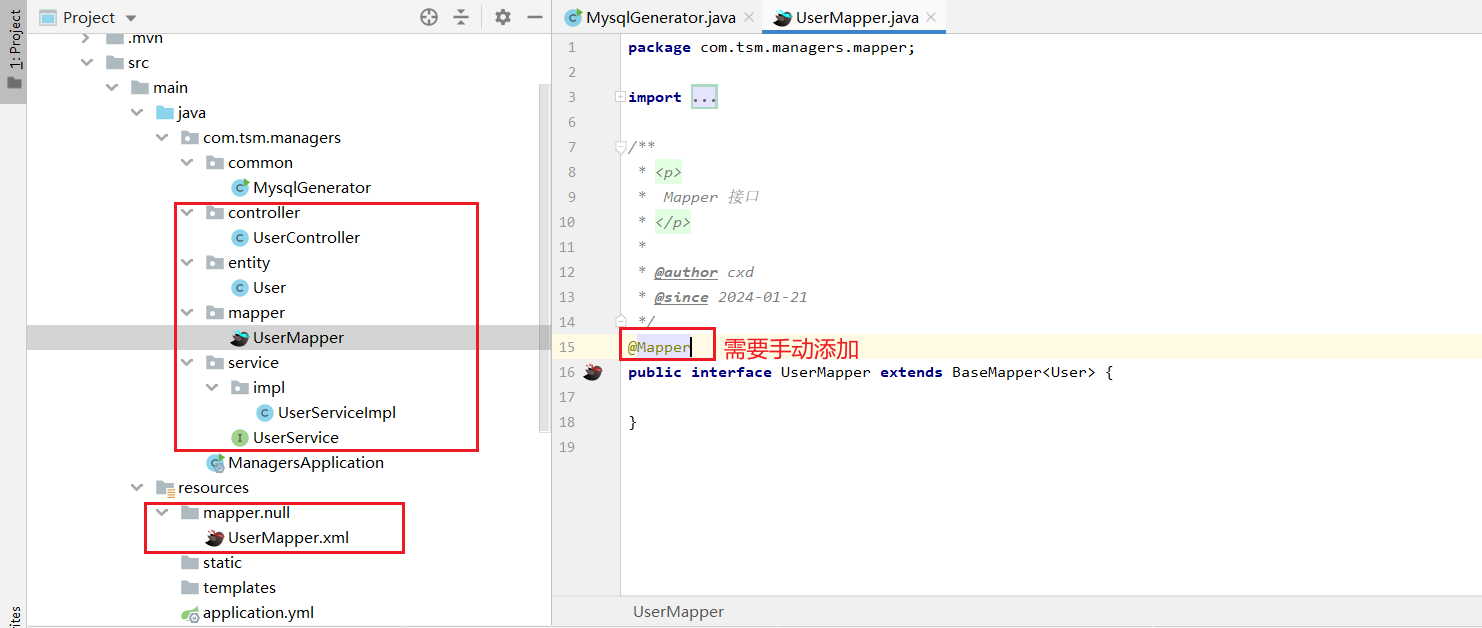 1: Project
Project
.mvn
src
main
java
com.tsm.managers
common
MysqlGenerator
controller
UserController
entity
User
mapper
UserMapper
service
impl
UserServiceImpl
UserService
ManagersApplication
resources
mapper.null
UserMapper.xml
static
templates
application.yml
MysqlGenerator.java
UserMapper.java
1 package com.tsm.managers.mapper;
2
3 import ...
6
7 /**
8 * <p>
9 * Mapper 接口
10 * </p>
11 *
12 * @author cxd
13 * @since 2024-01-21
14 */
15 @Mapper 需要手动添加
16 public interface UserMapper extends BaseMapper<User> {
17
18 }
19
UserMapper